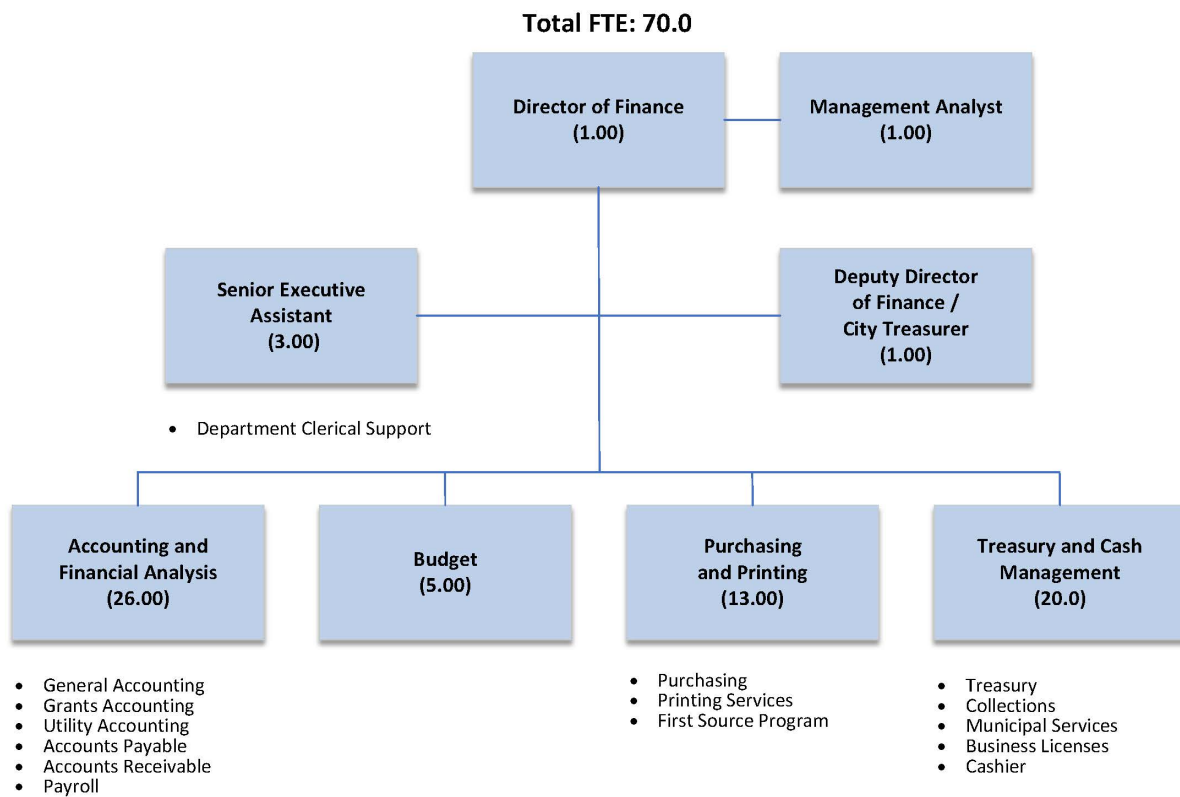 Total FTE: 70.0
Director of Finance
(1.00)
Management Analyst
(1.00)
Senior Executive
Assistant
(3.00)
Deputy Director
of Finance /
City Treasurer
(1.00)
• Department Clerical Support
Accounting and
Financial Analysis
(26.00)
Budget
(5.00)
Purchasing
and Printing
(13.00)
Treasury and Cash
Management
(20.0)
• General Accounting
• Grants Accounting
• Utility Accounting
• Accounts Payable
• Accounts Receivable
• Payroll
• Purchasing
• Printing Services
• First Source Program
• Treasury
• Collections
• Municipal Services
• Business Licenses
• Cashier